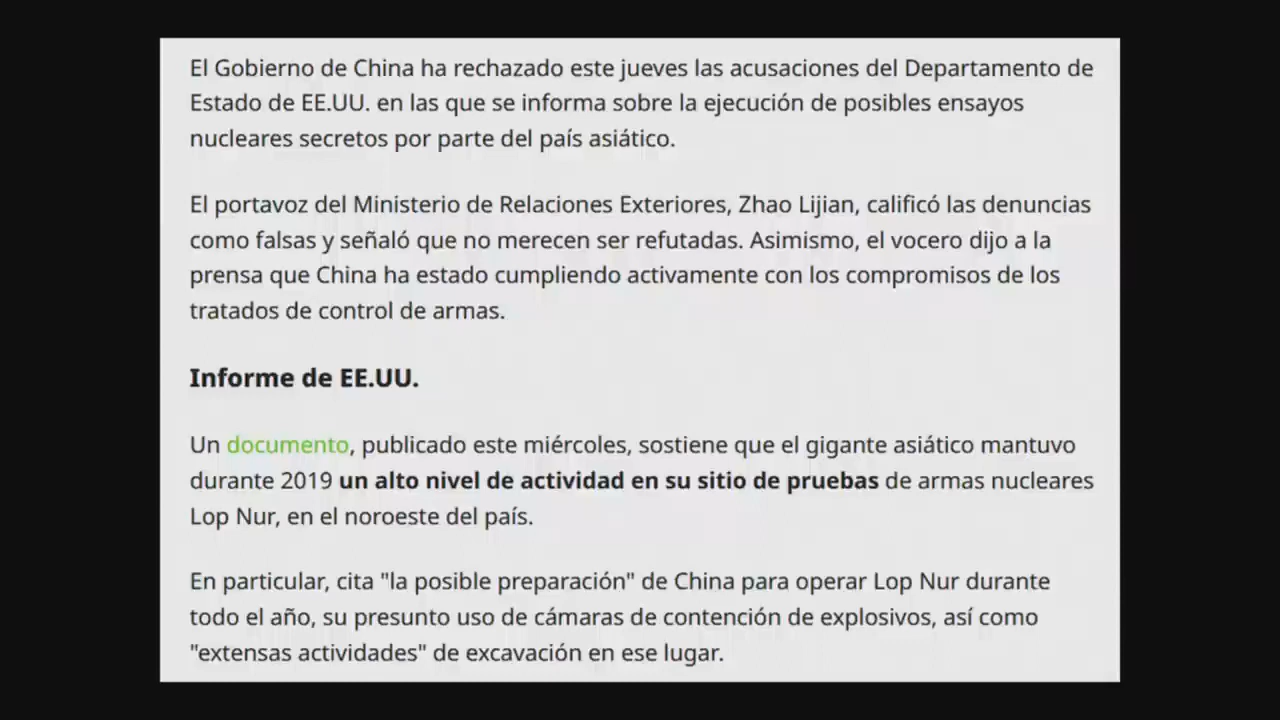 El Gobierno de China ha rechazado este jueves las acusaciones del Departamento de
Estado de EE.UU. en las que se informa sobre la ejecución de posibles ensayos
nucleares secretos por parte del país asiático.
El portavoz del Ministerio de Relaciones Exteriores, Zhao Lijian, calificó las denuncias
como falsas y señaló que no merecen ser refutadas. Asimismo, el vocero dijo a la
prensa que China ha estado cumpliendo activamente con los compromisos de los
tratados de control de armas.
Informe de EE.UU.
Un documento, publicado este miércoles, sostiene que el gigante asiático mantuvo
durante 2019 un alto nivel de actividad en su sitio de pruebas de armas nucleares
Lop Nur, en el noroeste del país.
En particular, cita "la posible preparación" de China para operar Lop Nur durante
todo el año, su presunto uso de cámaras de contención de explosivos, así como
"extensas actividades" de excavación en ese lugar.